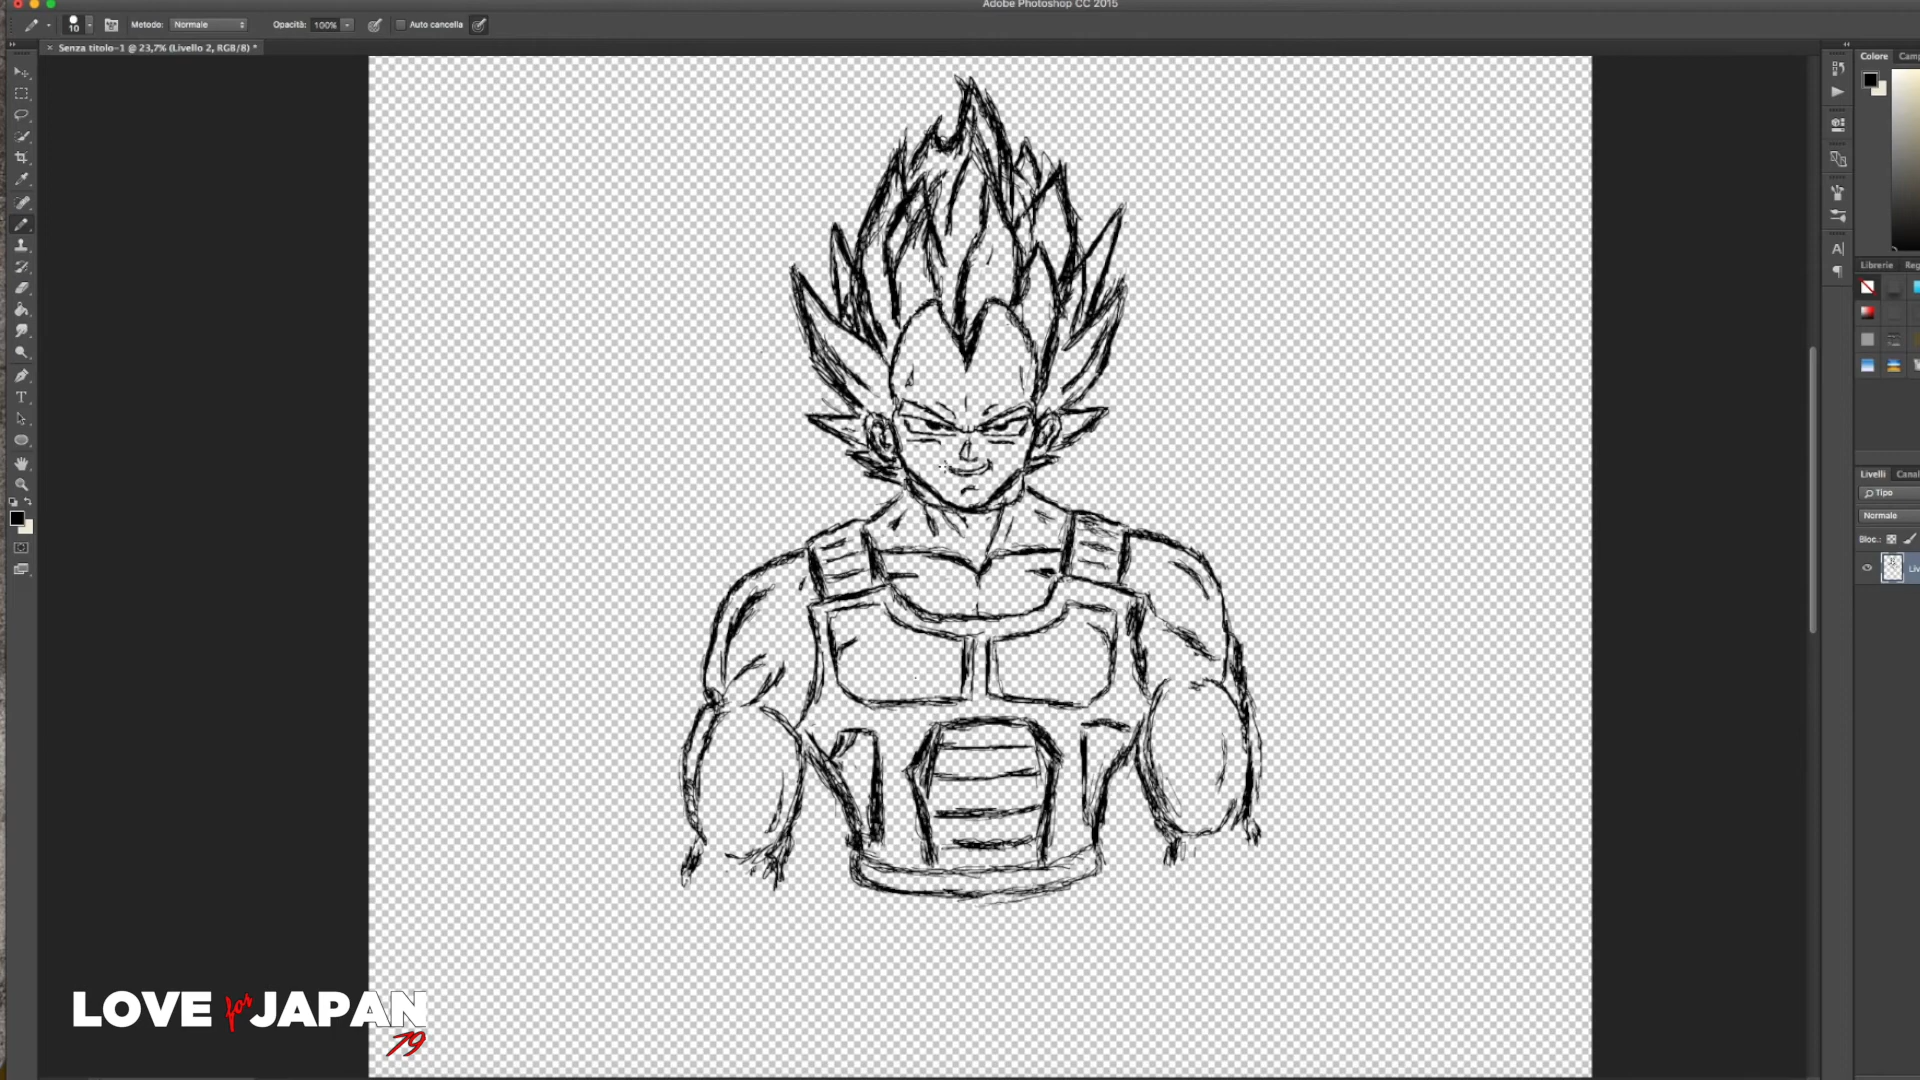 Adobe Photoshop CC 2015
10 Metodo: Normale Opacità: 100% Auto cancella
Senza titolo-1 @ 23,7% (Livello 2, RGB/8) *
Colore
Librerie
Livelli
Tipo
Normale
Bloc.:
LOVE for JAPAN
79